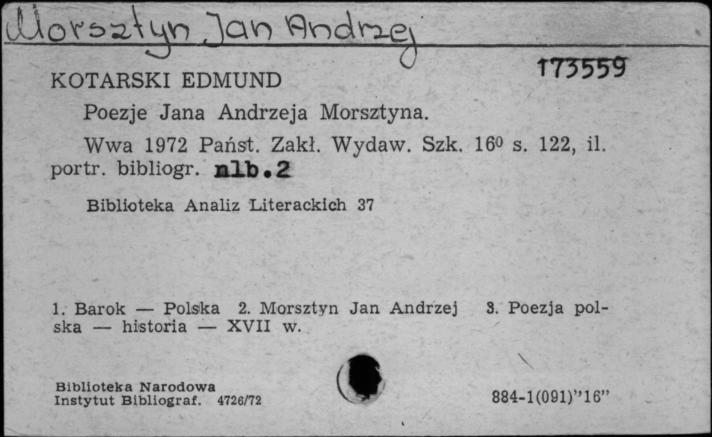 Morsztyn Jan Andrzej
173559
KOTARSKI EDMUND
Poezje Jana Andrzeja Morsztyna.
Wwa 1972 Państ. Zakł. Wydaw. Szk. 16⁰ s. 122, il.
portr. bibliogr. nlb.2
Biblioteka Analiz Literackich 37
1. Barok — Polska 2. Morsztyn Jan Andrzej 3. Poezja pol-
ska — historia — XVII w.
Biblioteka Narodowa
Instytut Bibliograf. 4726/72
884-1(091)"16"